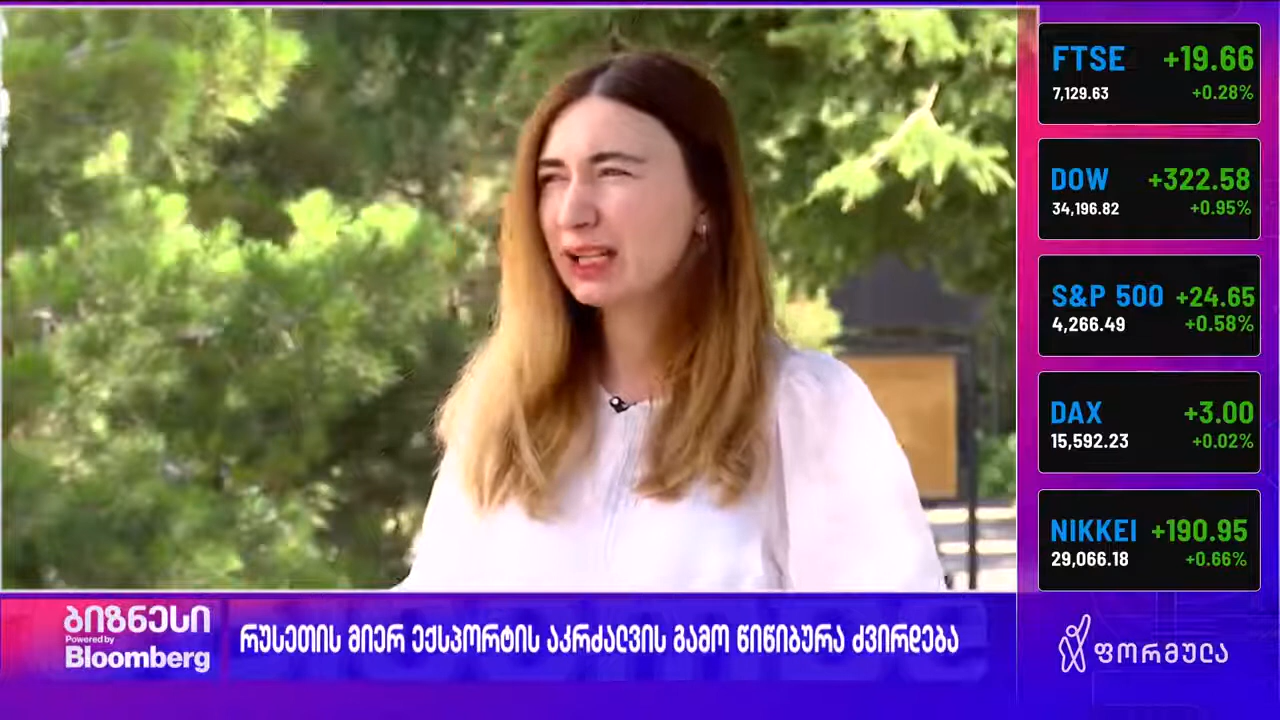 FTSE +19.66
7,129.63 +0.28%
DOW +322.58
34,196.82 +0.95%
S&P 500 +24.65
4,266.49 +0.58%
DAX +3.00
15,592.23 +0.02%
NIKKEI +190.95
29,066.18 +0.66%
ბიზნესი
Powered by
Bloomberg
რუსეთის მიერ ექსპორტის აკრძალვის გამო წიწიბურა ძვირდება
ფორმულა